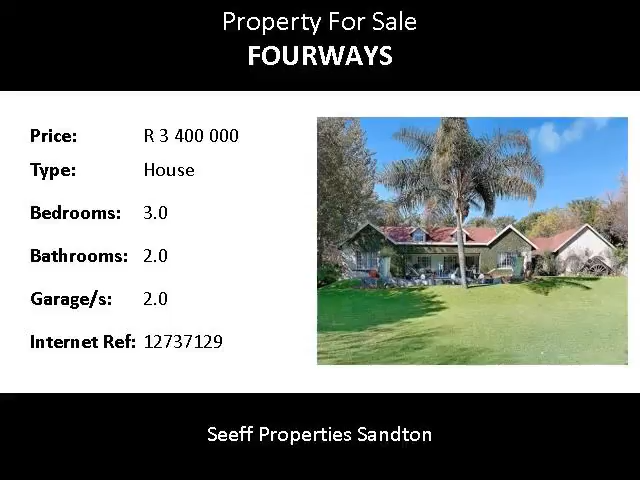 Property For Sale
FOURWAYS
Price: R 3 400 000
Type: House
Bedrooms: 3.0
Bathrooms: 2.0
Garage/s: 2.0
Internet Ref: 12737129
Seeff Properties Sandton